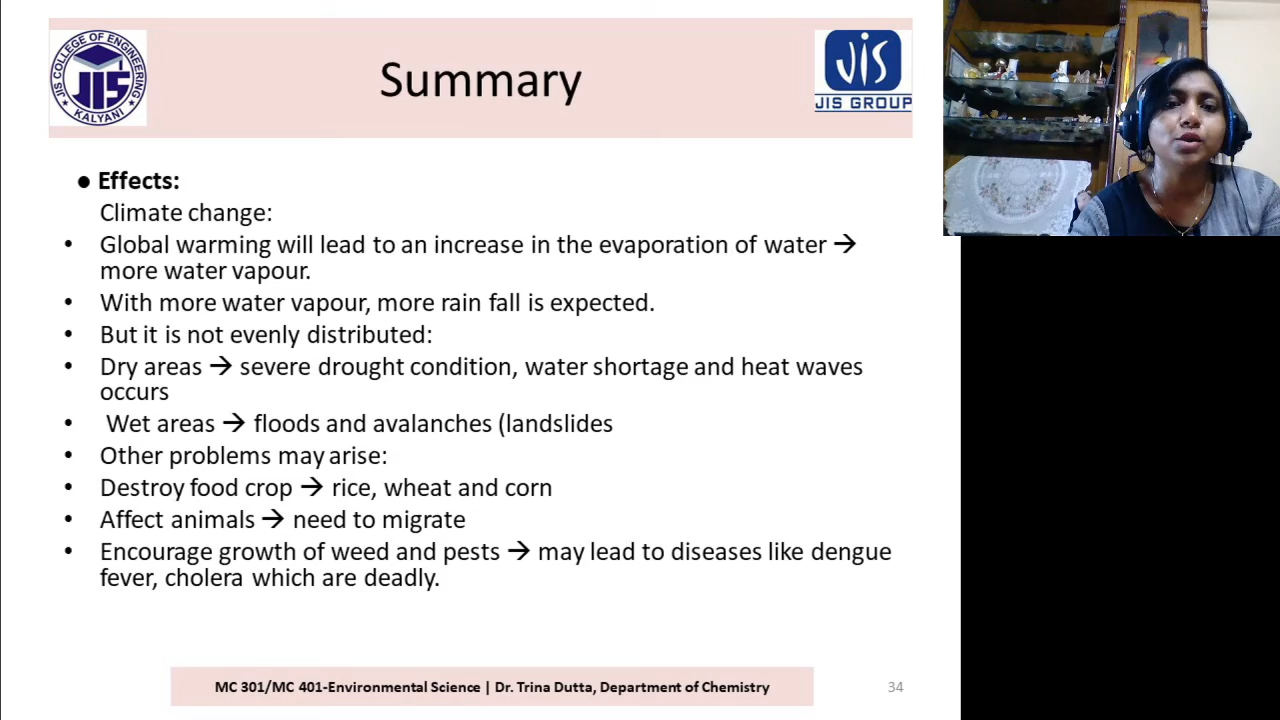 JIS COLLEGE OF ENGINEERING
JIS
KALYANI
Summary
JIS
JIS GROUP
● Effects:
Climate change:
• Global warming will lead to an increase in the evaporation of water →
more water vapour.
• With more water vapour, more rain fall is expected.
• But it is not evenly distributed:
• Dry areas → severe drought condition, water shortage and heat waves
occurs
• Wet areas → floods and avalanches (landslides
• Other problems may arise:
• Destroy food crop → rice, wheat and corn
• Affect animals → need to migrate
• Encourage growth of weed and pests → may lead to diseases like dengue
fever, cholera which are deadly.
MC 301/MC 401-Environmental Science | Dr. Trina Dutta, Department of Chemistry
34